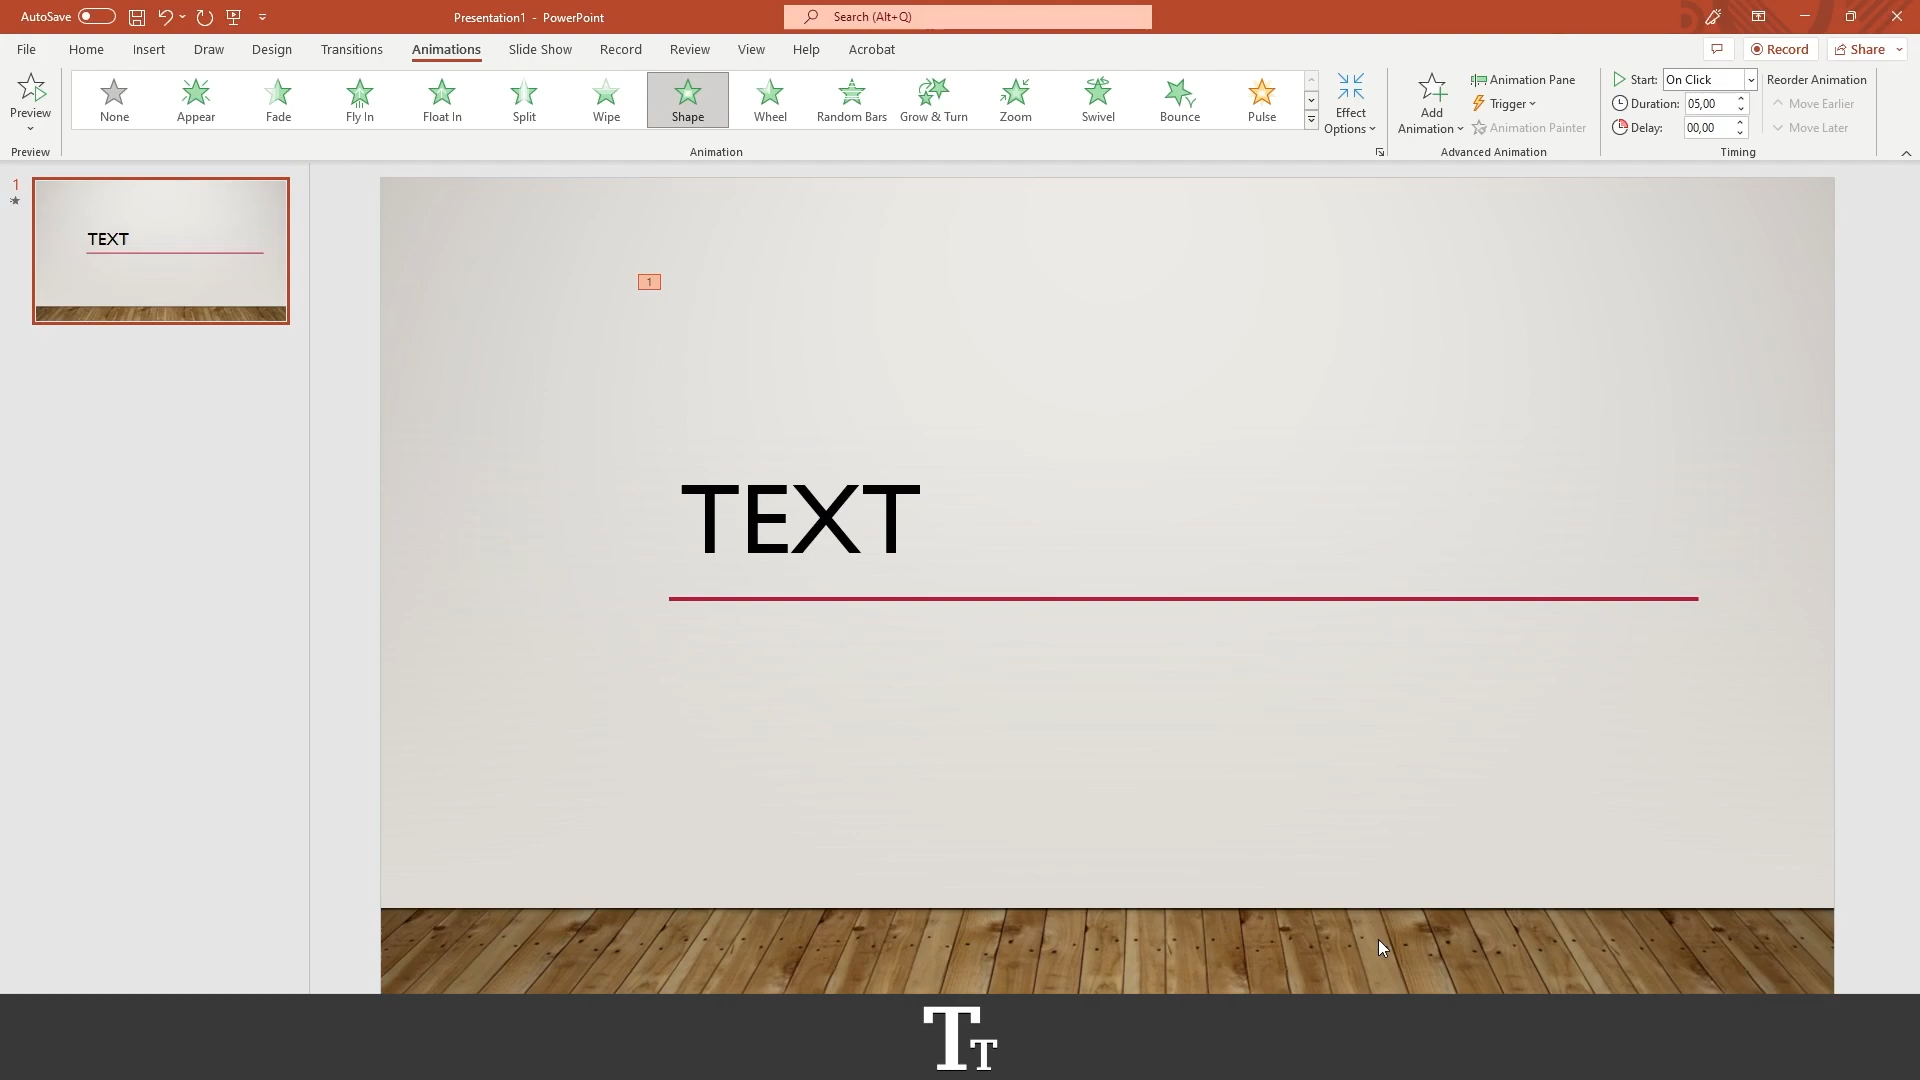 AutoSave
Presentation1 - PowerPoint
Search (Alt+Q)
File Home Insert Draw Design Transitions Animations Slide Show Record Review View Help Acrobat
Record Share
Preview
None Appear Fade Fly In Float In Split Wipe Shape Wheel Random Bars Grow & Turn Zoom Swivel Bounce Pulse
Effect Options
Add Animation
Animation Pane
Trigger
Animation Painter
Start: On Click
Duration: 05,00
Delay: 00,00
Reorder Animation
Move Earlier
Move Later
Preview Animation Advanced Animation Timing
1
TEXT
1
TEXT
TT